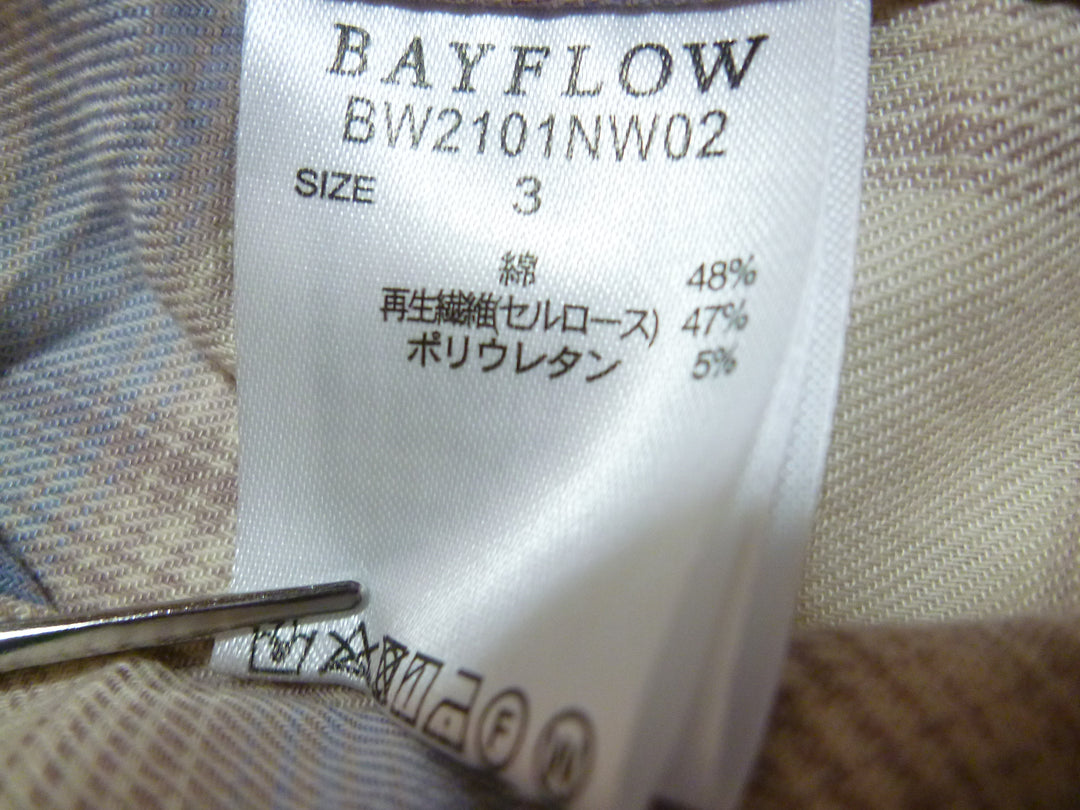 BAYFLOW
BW2101NW02
SIZE 3
綿 48%
再生繊維(セルロース) 47%
ポリウレタン 5%
F
W